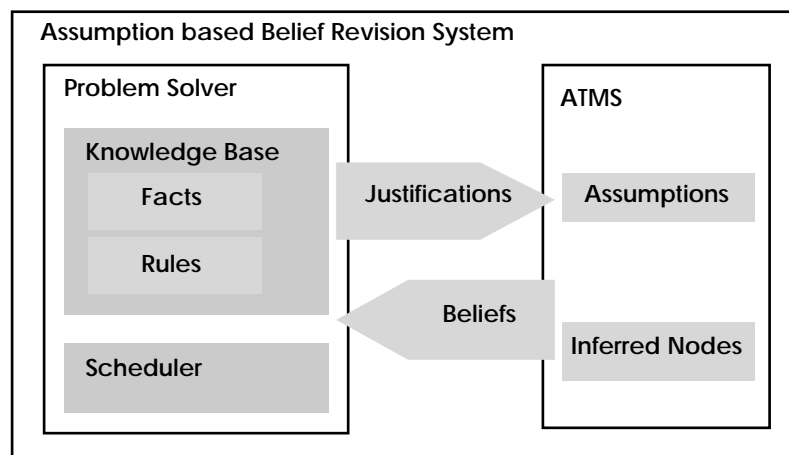 Assumption based Belief Revision System
Problem Solver
Knowledge Base
Facts
Rules
Scheduler
Justifications
Beliefs
ATMS
Assumptions
Inferred Nodes